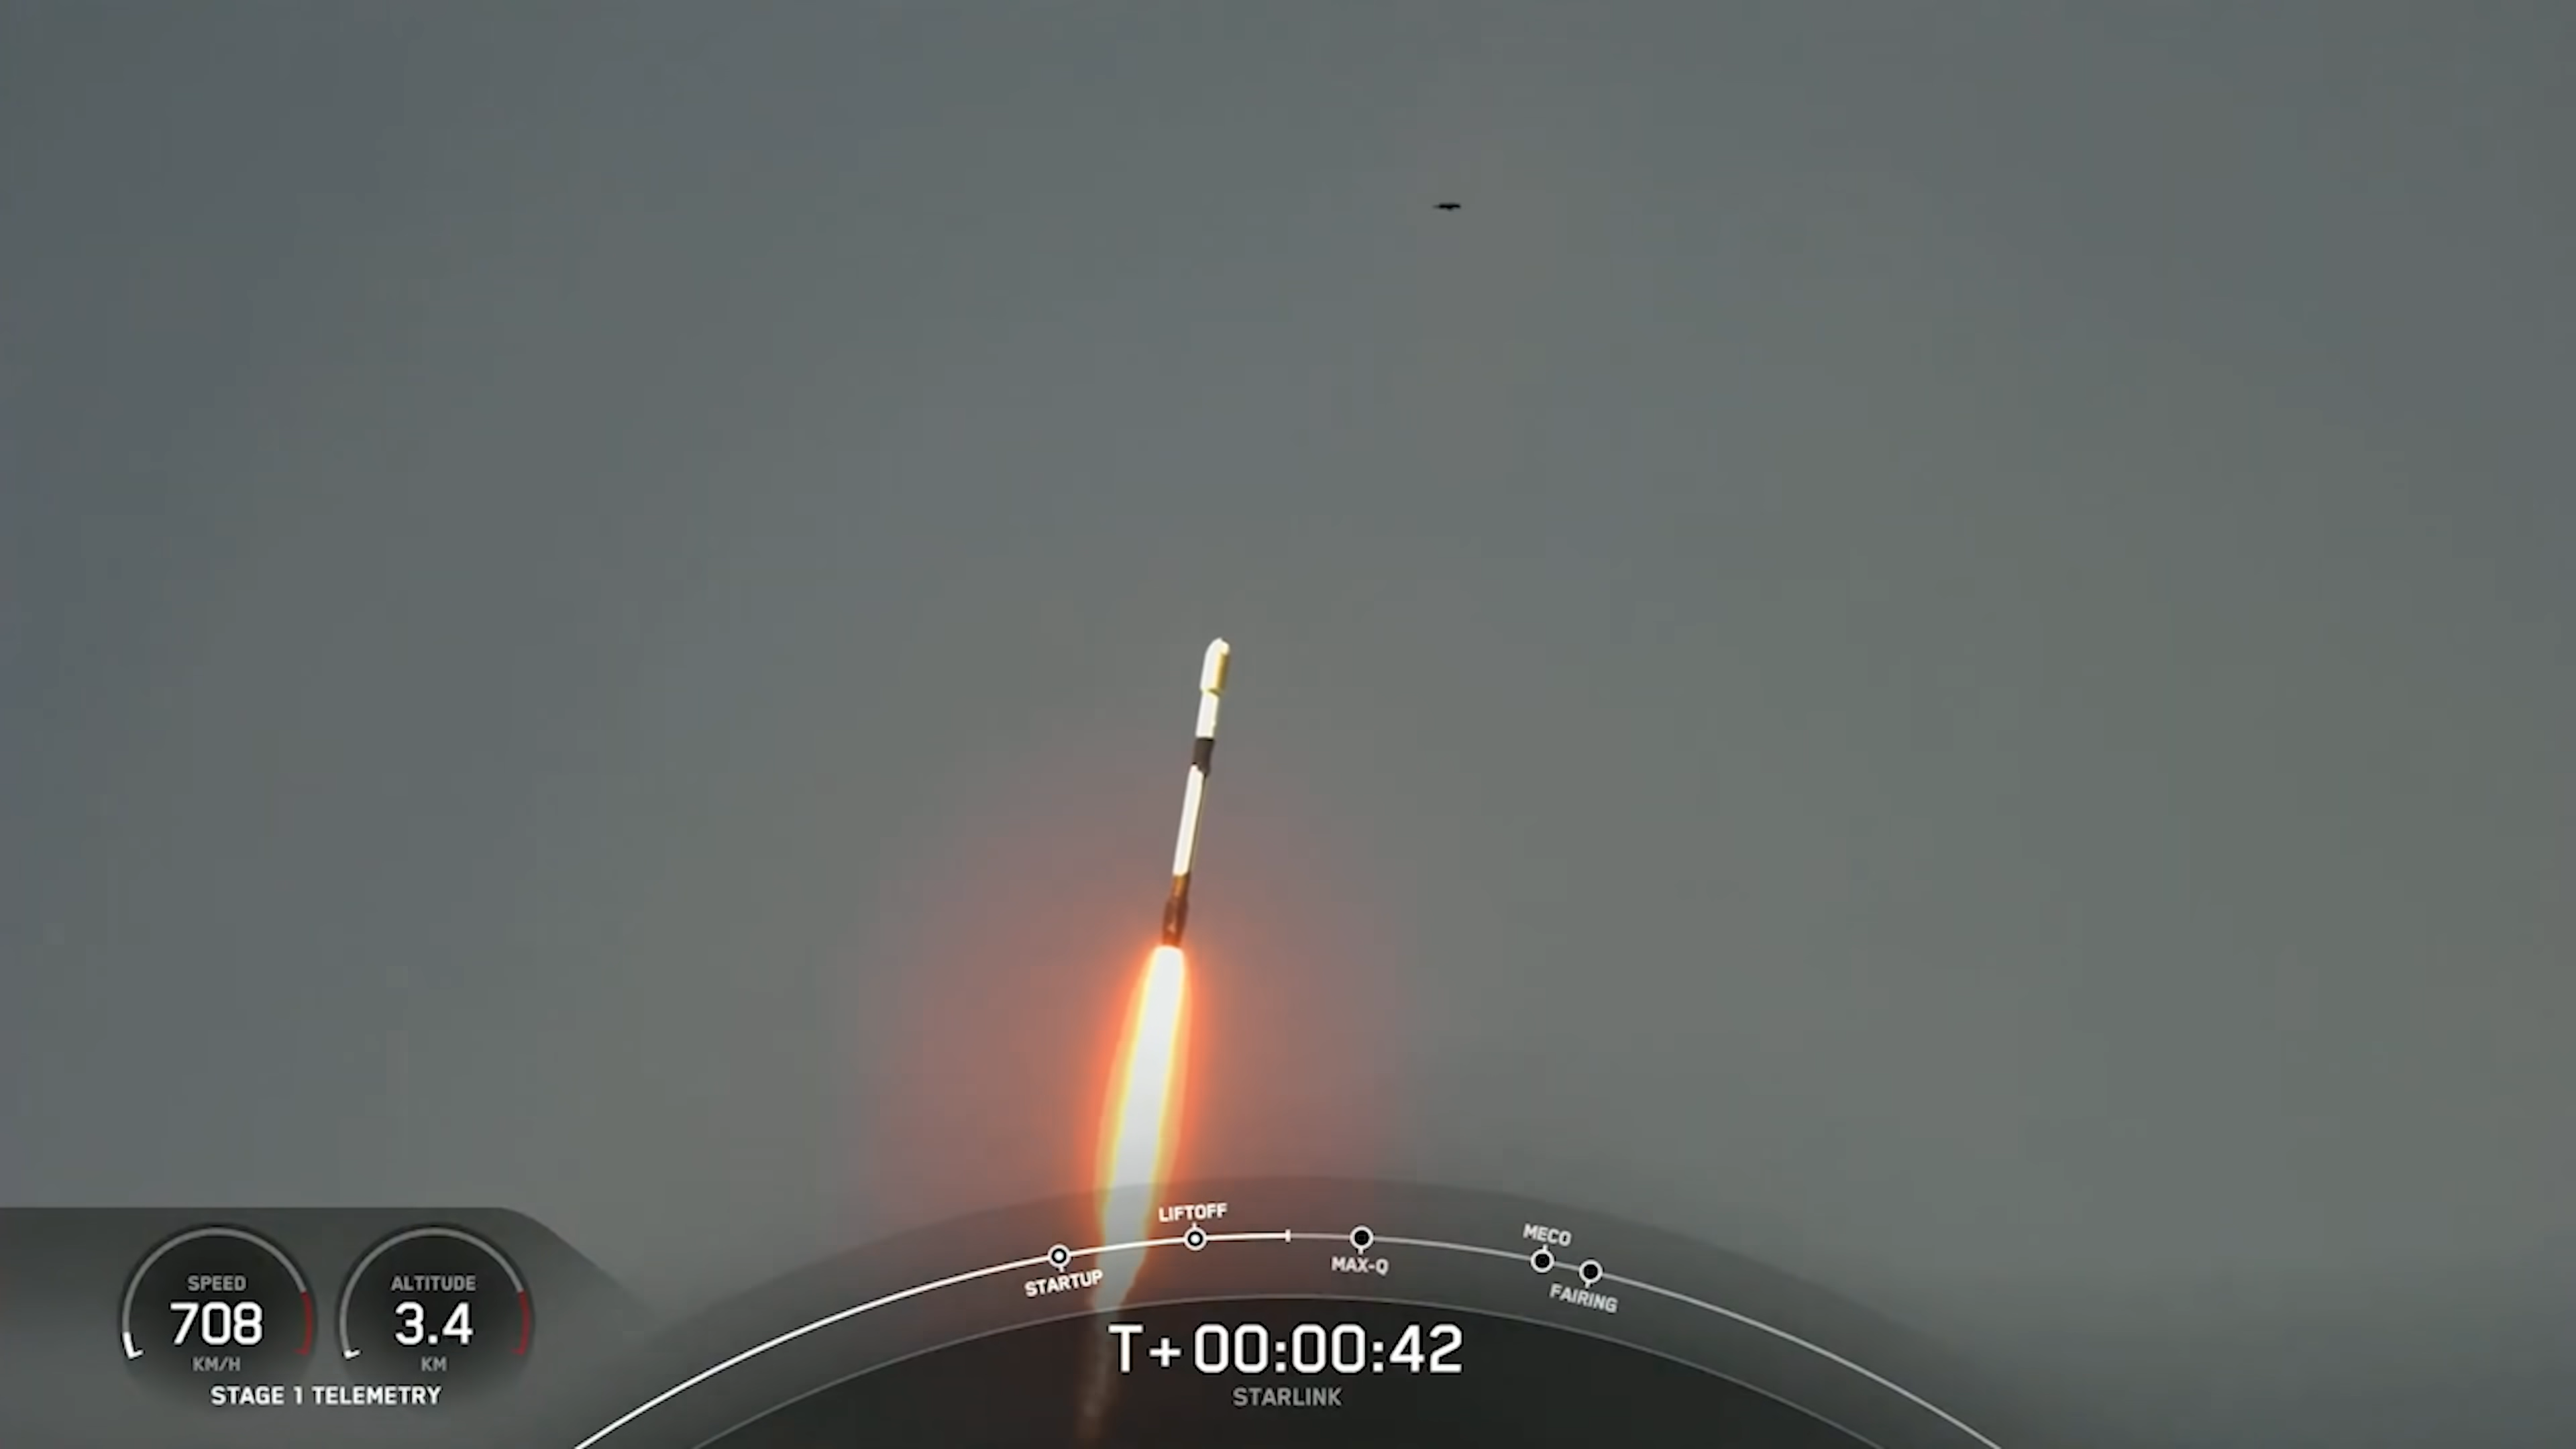 LIFTOFF
STARTUP
MAX-Q
MECO
FAIRING
SPEED
708
KM/H
ALTITUDE
3.4
KM
STAGE 1 TELEMETRY
T+00:00:42
STARLINK